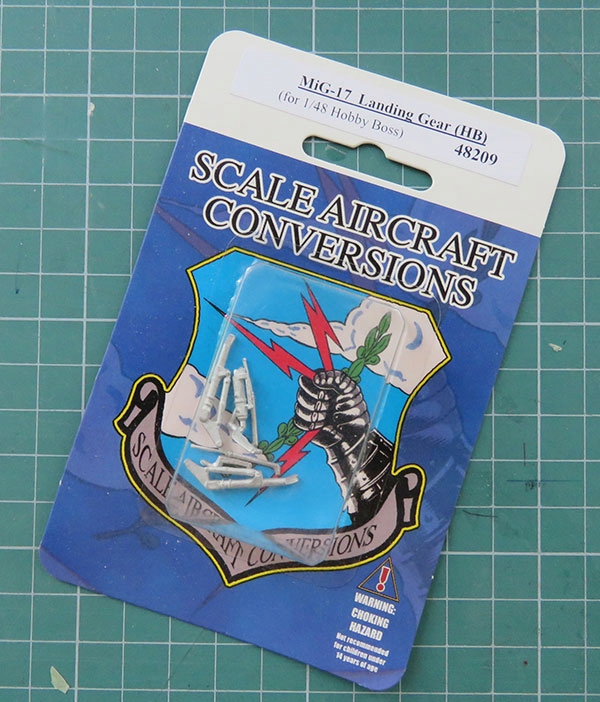 MiG-17 Landing Gear (HB)
(for 1/48 Hobby Boss)
48209
SCALE AIRCRAFT
CONVERSIONS
SCALE AIRCRAFT CONVERSIONS
WARNING:
CHOKING
HAZARD
Not recommended
for children under
14 years of age